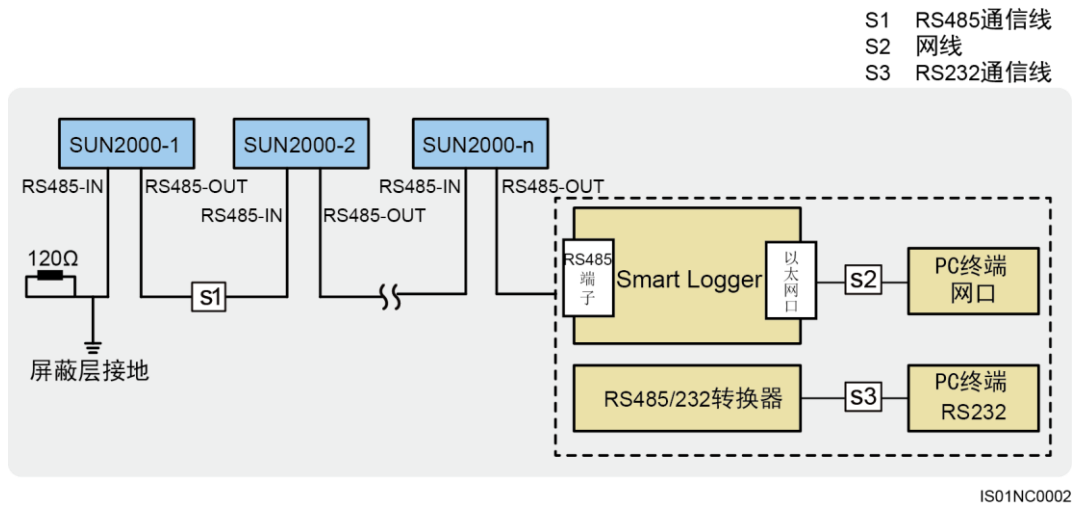 S1 RS485通信线
S2 网线
S3 RS232通信线
SUN2000-1
SUN2000-2
SUN2000-n
RS485-IN
RS485-OUT
RS485-IN
RS485-OUT
RS485-IN
RS485-OUT
120Ω
S1
屏蔽层接地
RS485
端
子
Smart Logger
以
太
网
口
S2
PC终端
网口
RS485/232转换器
S3
PC终端
RS232
IS01NC0002